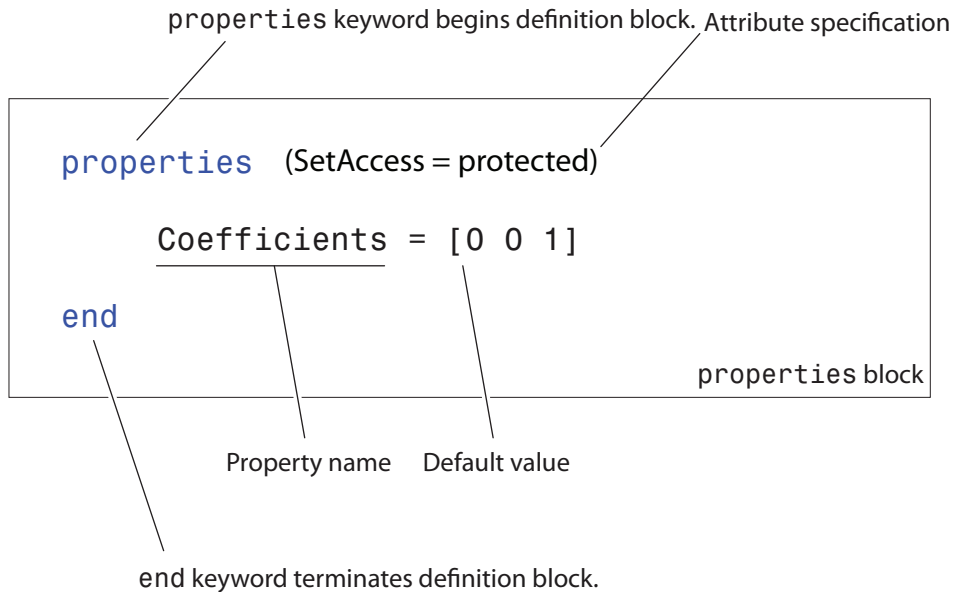 properties keyword begins definition block.
Attribute specification
properties (SetAccess = protected)
Coefficients = [0 0 1]
end
properties block
Property name
Default value
end keyword terminates definition block.